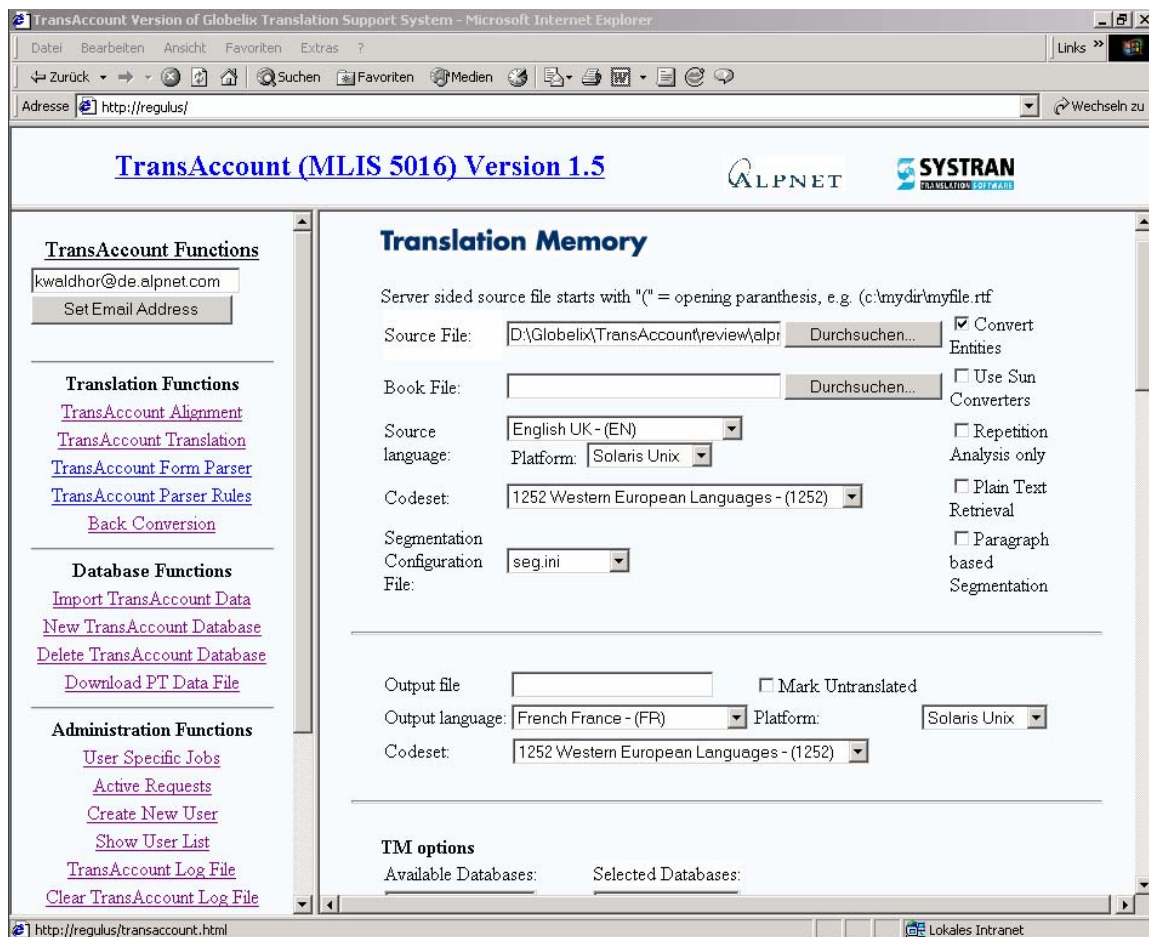 TransAccount Version of Globelix Translation Support System - Microsoft Internet Explorer
Datei Bearbeiten Ansicht Favoriten Extras ?
Links »
Zurück Suchen Favoriten Medien
Adresse http://regulus/ Wechseln zu
TransAccount (MLIS 5016) Version 1.5
ALPNET
SYSTRAN
TRANSLATION SOFTWARE
TransAccount Functions
kwaldhor@de.alpnet.com
Set Email Address
Translation Functions
TransAccount Alignment
TransAccount Translation
TransAccount Form Parser
TransAccount Parser Rules
Back Conversion
Database Functions
Import TransAccount Data
New TransAccount Database
Delete TransAccount Database
Download PT Data File
Administration Functions
User Specific Jobs
Active Requests
Create New User
Show User List
TransAccount Log File
Clear TransAccount Log File
Translation Memory
Server sided source file starts with "(" = opening paranthesis, e.g. (c:\mydir\myfile.rtf
Source File: D:\Globelix\TransAccount\review\alpr Durchsuchen...
Convert
Entities
Book File: Durchsuchen...
Use Sun
Converters
Source
language:
English UK - (EN)
Platform: Solaris Unix
Repetition
Analysis only
Codeset: 1252 Western European Languages - (1252)
Plain Text
Retrieval
Segmentation
Configuration
File:
seg.ini
Paragraph
based
Segmentation
Output file
Mark Untranslated
Output language: French France - (FR) Platform: Solaris Unix
Codeset: 1252 Western European Languages - (1252)
TM options
Available Databases: Selected Databases:
http://regulus/transaccount.html
Lokales Intranet